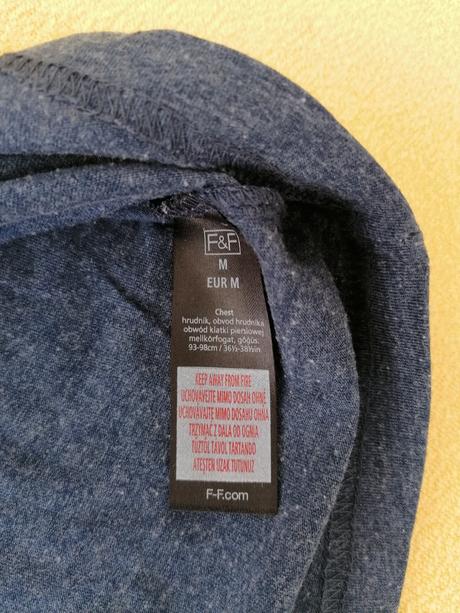 F&F
M
EUR M
Chest
hrudník, obvod hrudníka
obwód klatki piersiowej
mellkörfogat, göğüs
93-98cm / 36½-38½in
KEEP AWAY FROM FIRE
UCHOVÁVEJTE MIMO DOSAH OHNĚ
UCHOVÁVAJTE MIMO DOSAHU OHŇA
TRZYMAĆ Z DALA OD OGNIA
TŰZTŐL TÁVOL TARTANDÓ
ATEŞTEN UZAK TUTUNUZ
F-F.com